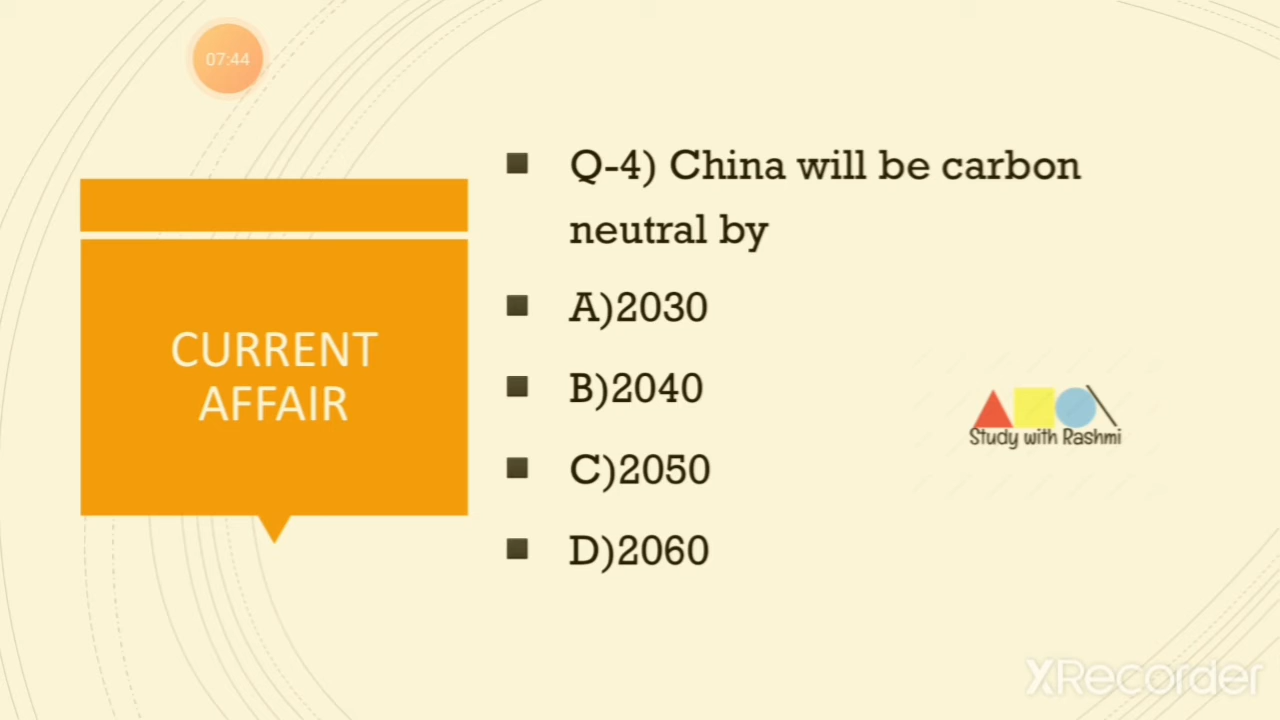 07:44
Q-4) China will be carbon
neutral by
A)2030
B)2040
C)2050
D)2060
CURRENT
AFFAIR
Study with Rashmi
XRecorder